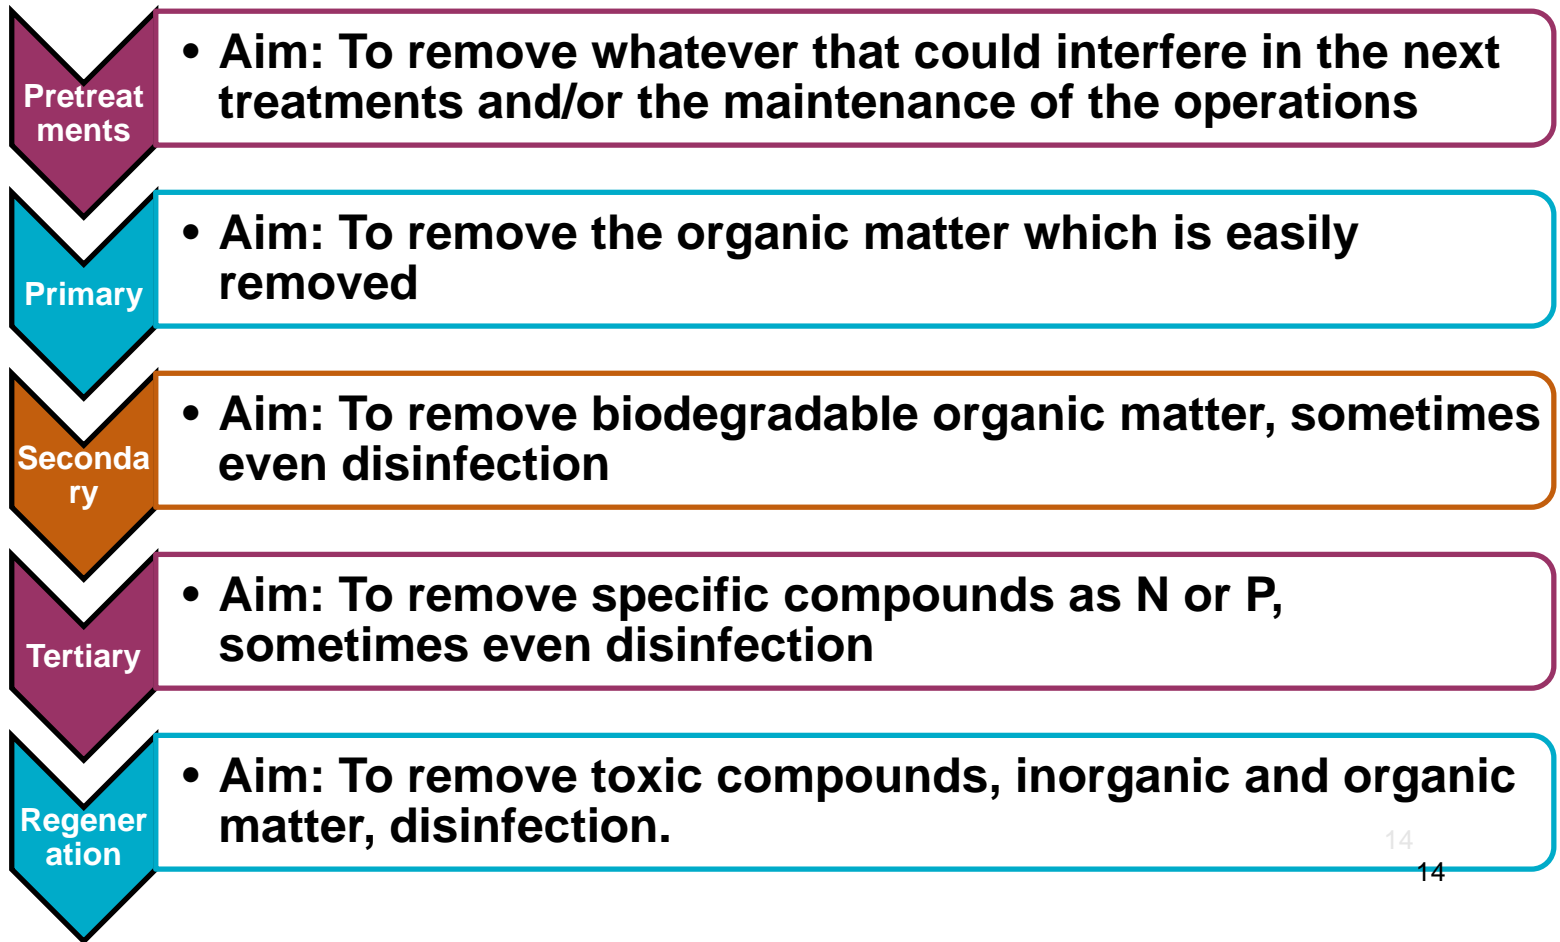 Pretreat
ments
• Aim: To remove whatever that could interfere in the next
treatments and/or the maintenance of the operations
Primary
• Aim: To remove the organic matter which is easily
removed
Seconda
ry
• Aim: To remove biodegradable organic matter, sometimes
even disinfection
Tertiary
• Aim: To remove specific compounds as N or P,
sometimes even disinfection
Regener
ation
• Aim: To remove toxic compounds, inorganic and organic
matter, disinfection.
14
14